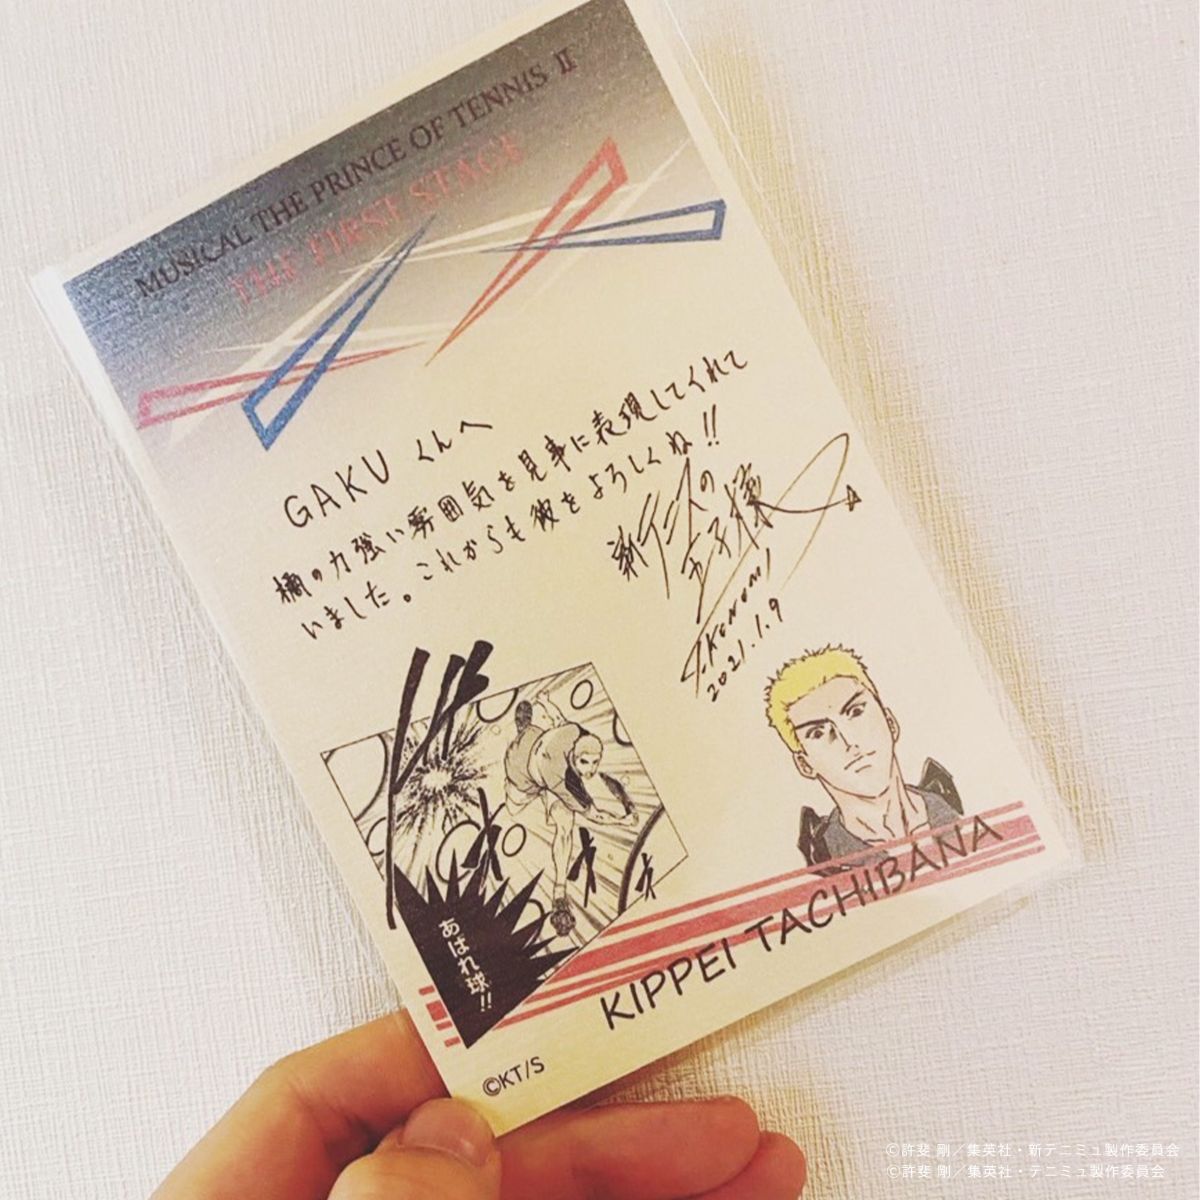 MUSICAL THE PRINCE OF TENNIS II
THE FIRST STAGE
GAKU くんへ
橘の力強い雰囲気を見事に表現してくれて
いました。これからも彼をよろしくね!!
新テニスの
王子様
T.KONOMI
2021.1.9
あばれ球!!
KIPPEI TACHIBANA
©KT/S
©許斐 剛／集英社・新テニミュ製作委員会
©許斐 剛／集英社・テニミュ製作委員会